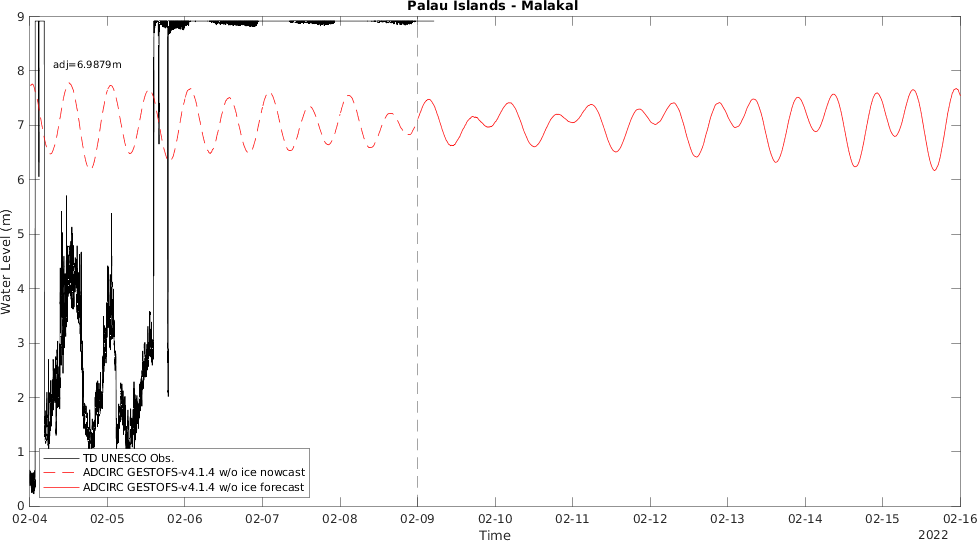 Palau Islands - Malakal
9
8
7
6
5
4
3
2
1
0
Water Level (m)
adj=6.9879m
TD UNESCO Obs.
ADCIRC GESTOFS-v4.1.4 w/o ice nowcast
ADCIRC GESTOFS-v4.1.4 w/o ice forecast
02-04 02-05 02-06 02-07 02-08 02-09 02-10 02-11 02-12 02-13 02-14 02-15 02-16
Time
2022